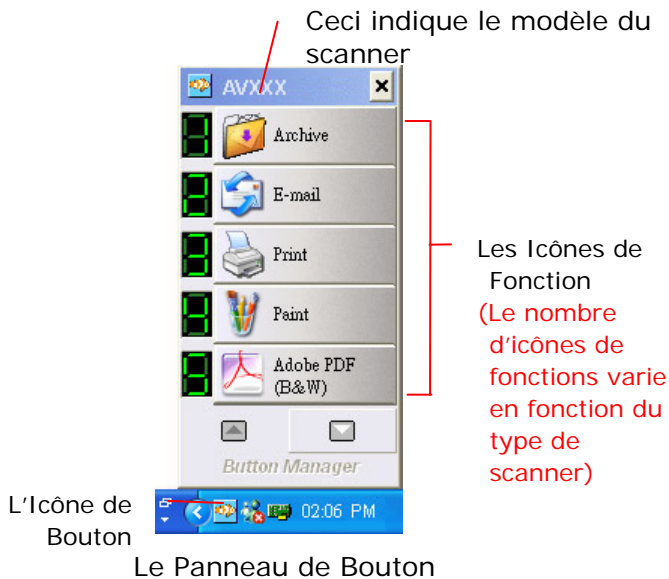 Ceci indique le modèle du
scanner
AVXXX
Archive
E-mail
Print
Paint
Adobe PDF
(B&W)
Button Manager
Les Icônes de
Fonction
(Le nombre
d'icônes de
fonctions varie
en fonction du
type de
scanner)
L'Icône de
Bouton
02:06 PM
Le Panneau de Bouton